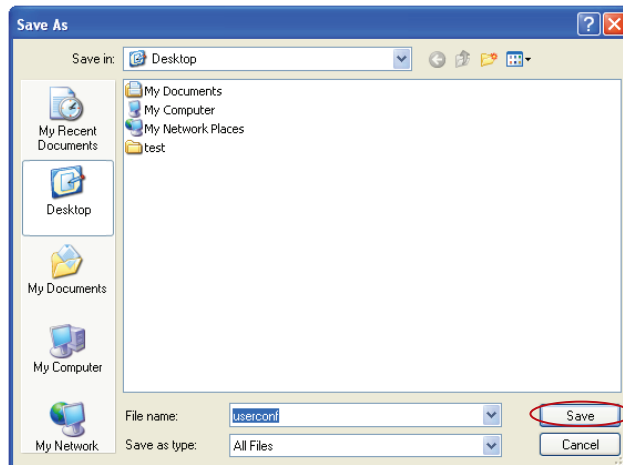 Save As
Save in:
Desktop
My Recent
Documents
Desktop
My Documents
My Computer
My Network
My Documents
My Computer
My Network Places
test
File name:
userconf
Save
Save as type:
All Files
Cancel